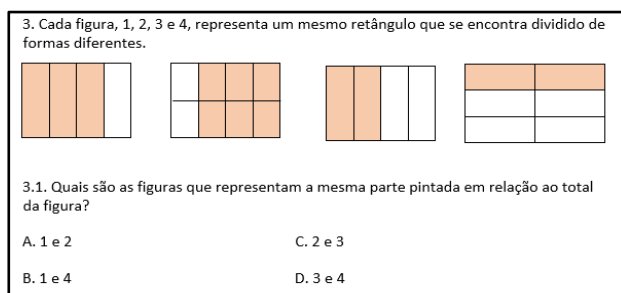 3. Cada figura, 1, 2, 3 e 4, representa um mesmo retângulo que se encontra dividido de
formas diferentes.
3.1. Quais são as figuras que representam a mesma parte pintada em relação ao total
da figura?
A. 1 e 2
C. 2 e 3
B. 1 e 4
D. 3 e 4